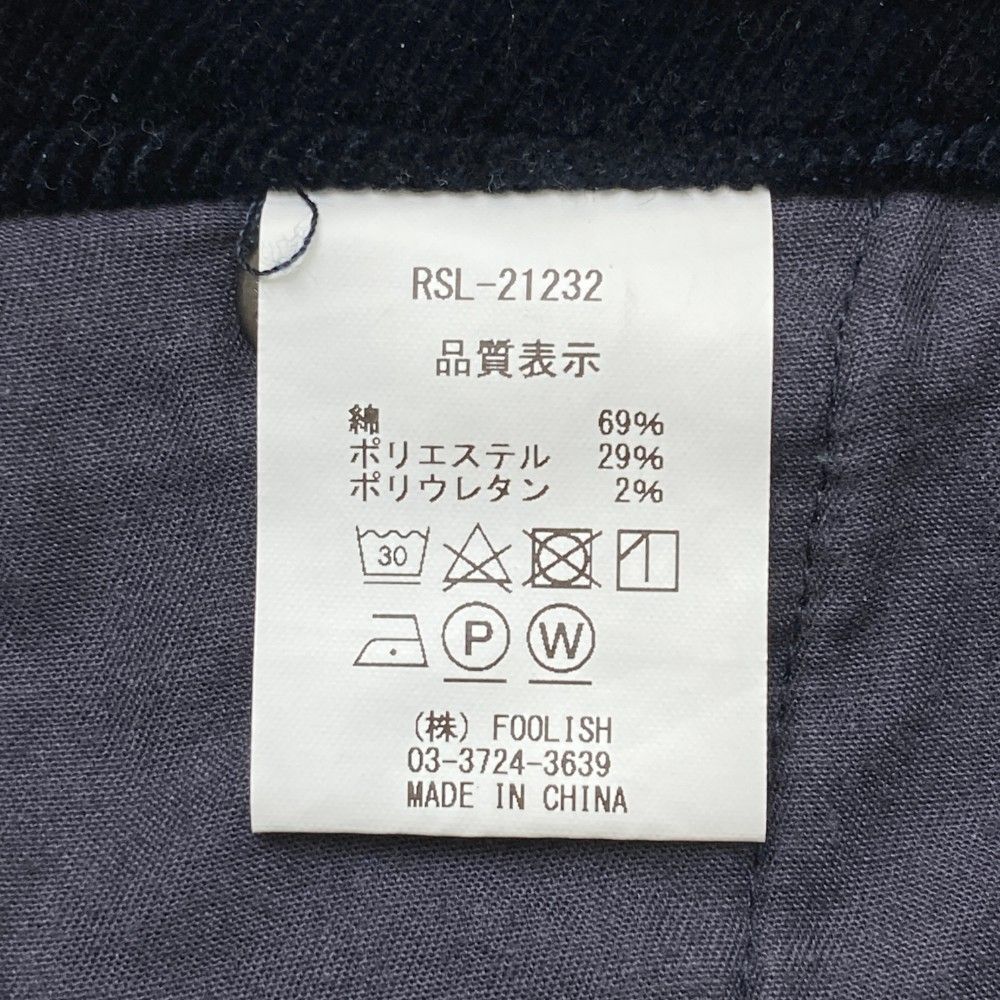 RSL-21232
品質表示
綿 69%
ポリエステル 29%
ポリウレタン 2%
30
P W
(株) FOOLISH
03-3724-3639
MADE IN CHINA